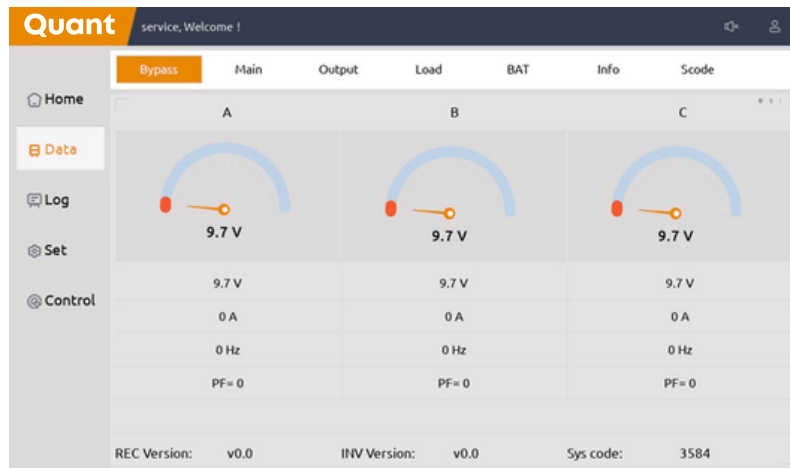 Quant service, Welcome !
Bypass Main Output Load BAT Info Scode
Home
Data
Log
Set
Control
A B C
9.7 V 9.7 V 9.7 V
9.7 V 9.7 V 9.7 V
0 A 0 A 0 A
0 Hz 0 Hz 0 Hz
PF= 0 PF= 0 PF= 0
REC Version: v0.0 INV Version: v0.0 Sys code: 3584